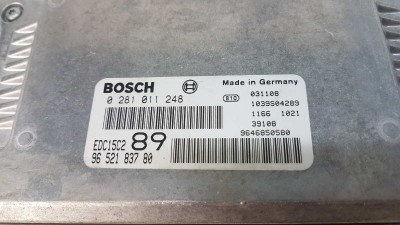 BOSCH
Made in Germany
0 281 011 248
e10
031108
1039S04289
1166 1021
39108
9646850580
EDC15C2 89
96 521 837 80